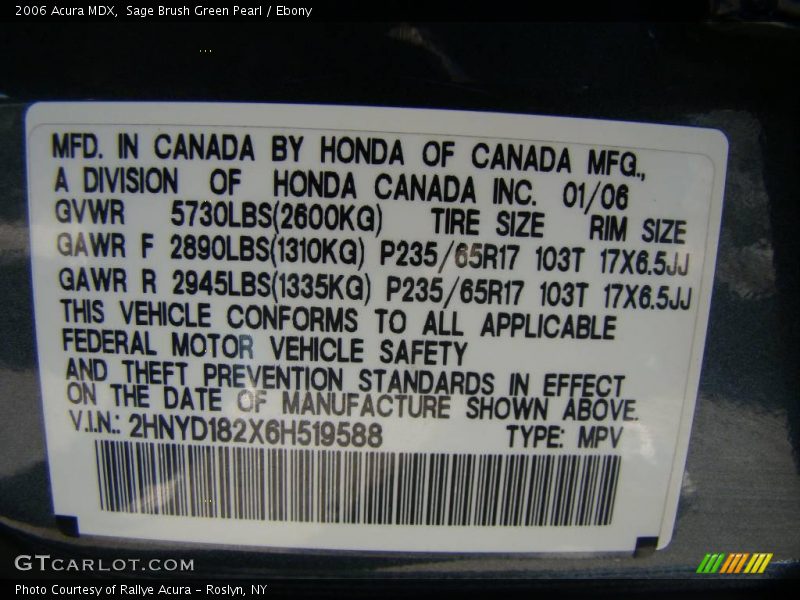 2006 Acura MDX, Sage Brush Green Pearl / Ebony
MFD. IN CANADA BY HONDA OF CANADA MFG.,
A DIVISION OF HONDA CANADA INC. 01/06
GVWR 5730LBS(2600KG) TIRE SIZE RIM SIZE
GAWR F 2890LBS(1310KG) P235/65R17 103T 17X6.5JJ
GAWR R 2945LBS(1335KG) P235/65R17 103T 17X6.5JJ
THIS VEHICLE CONFORMS TO ALL APPLICABLE
FEDERAL MOTOR VEHICLE SAFETY
AND THEFT PREVENTION STANDARDS IN EFFECT
ON THE DATE OF MANUFACTURE SHOWN ABOVE.
V.I.N.: 2HNYD182X6H519588 TYPE: MPV
GTCARLOT.COM
Photo Courtesy of Rallye Acura – Roslyn, NY